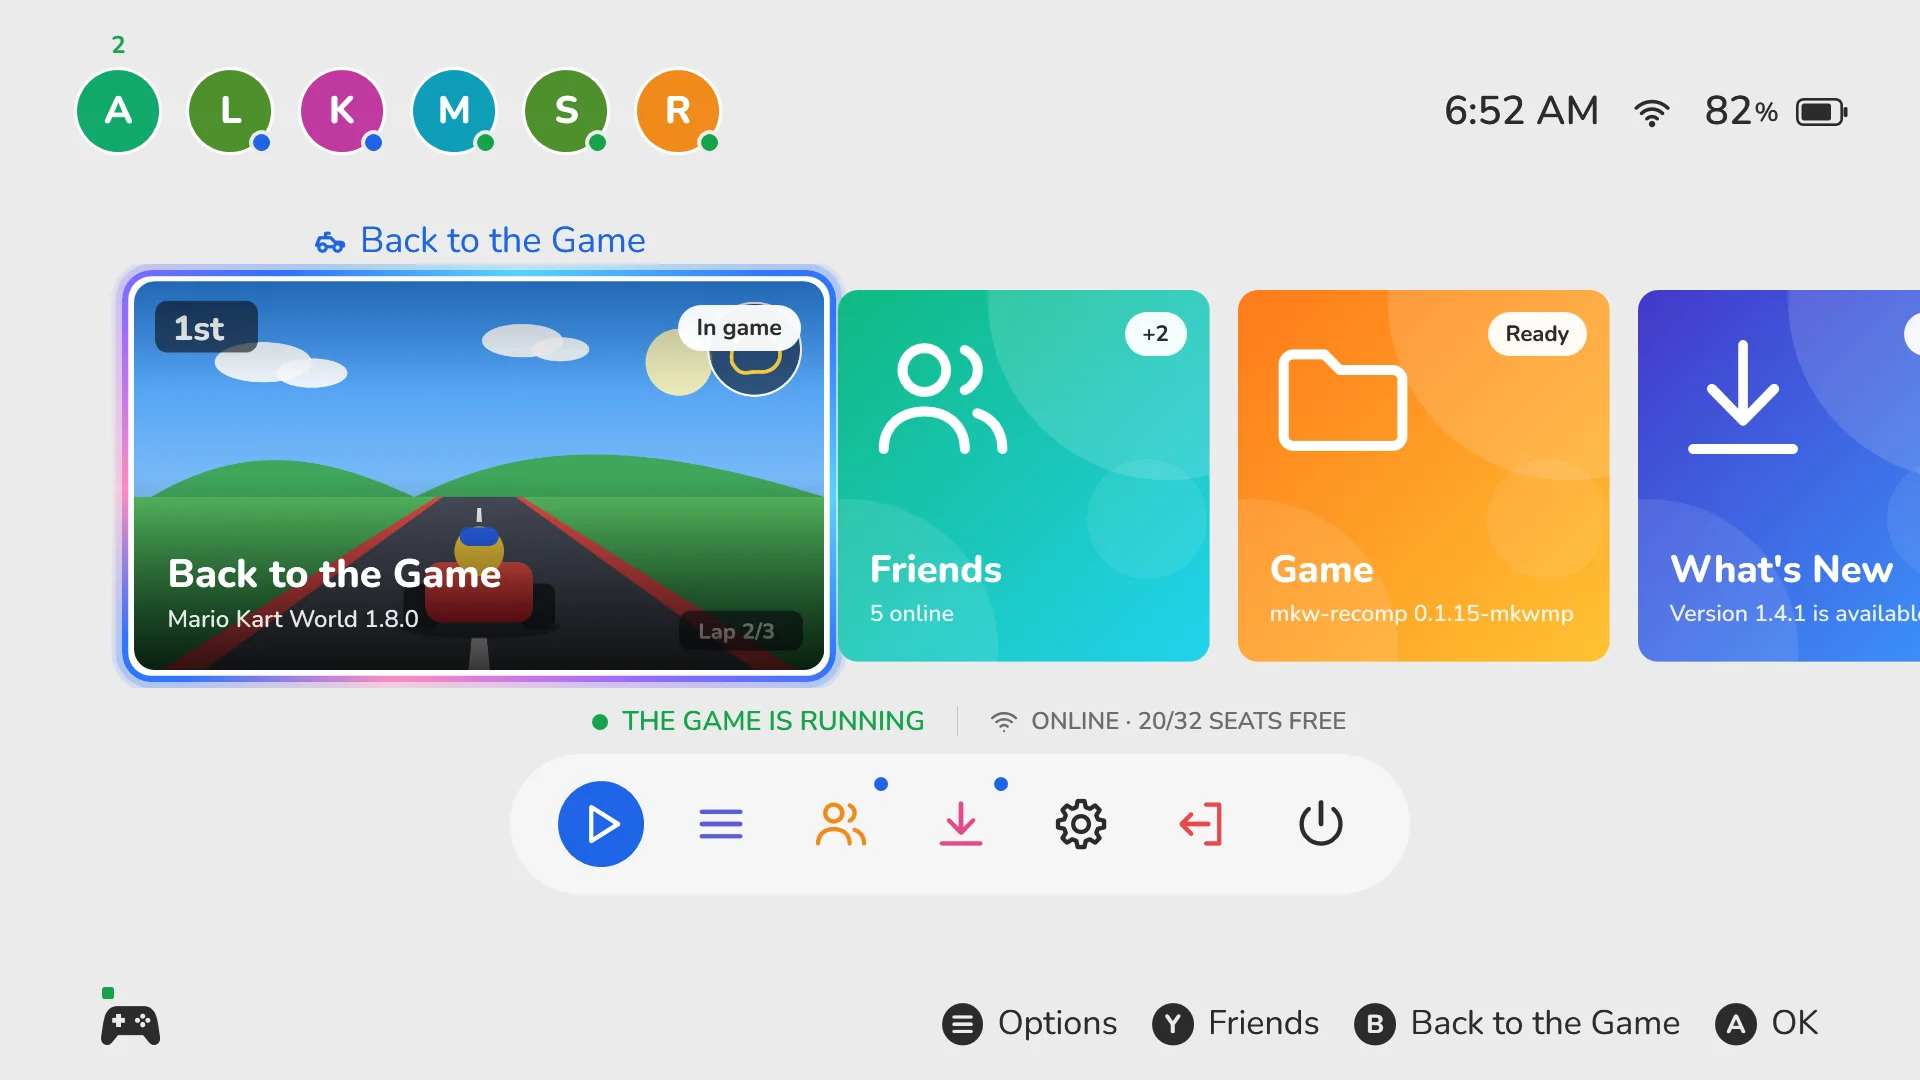 2
A
L
K
M
S
R
6:52 AM
82%
Back to the Game
1st
In game
Back to the Game
Mario Kart World 1.8.0
Lap 2/3
+2
Friends
5 online
Ready
Game
mkw-recomp 0.1.15-mkwmp
What's New
Version 1.4.1 is available
THE GAME IS RUNNING
ONLINE · 20/32 SEATS FREE
Options
Y Friends
B Back to the Game
A OK